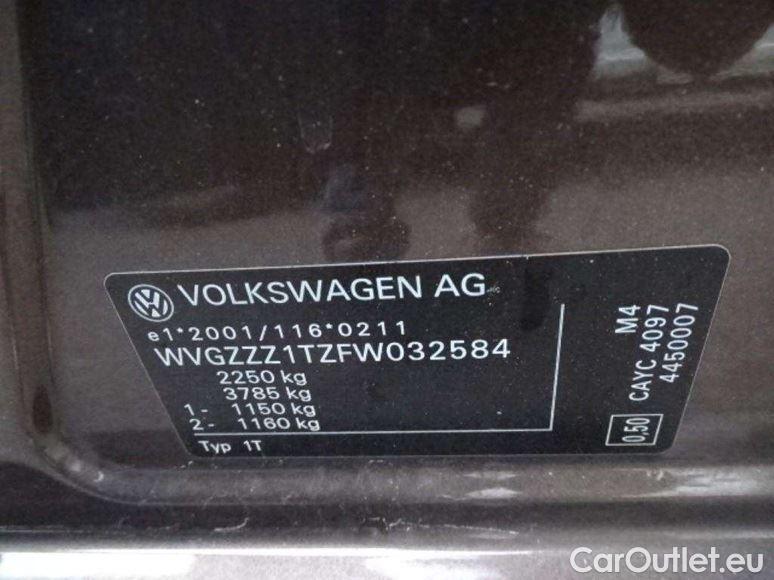 VOLKSWAGEN AG
e1*2001/116*0211
WVGZZZ1TZFW032584
2250 kg
3785 kg
1- 1150 kg
2- 1160 kg
Typ 1T
M4
CAYC 4097
4450007
0,50
CarOutlet.eu